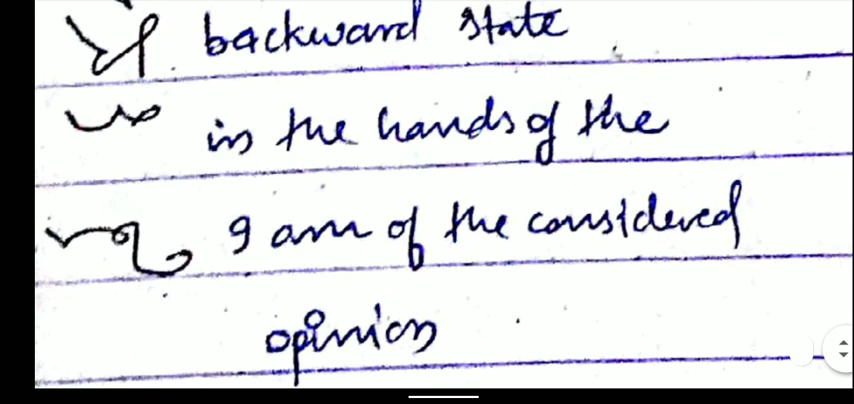 backward state
in the hands of the
I am of the considered
opinion